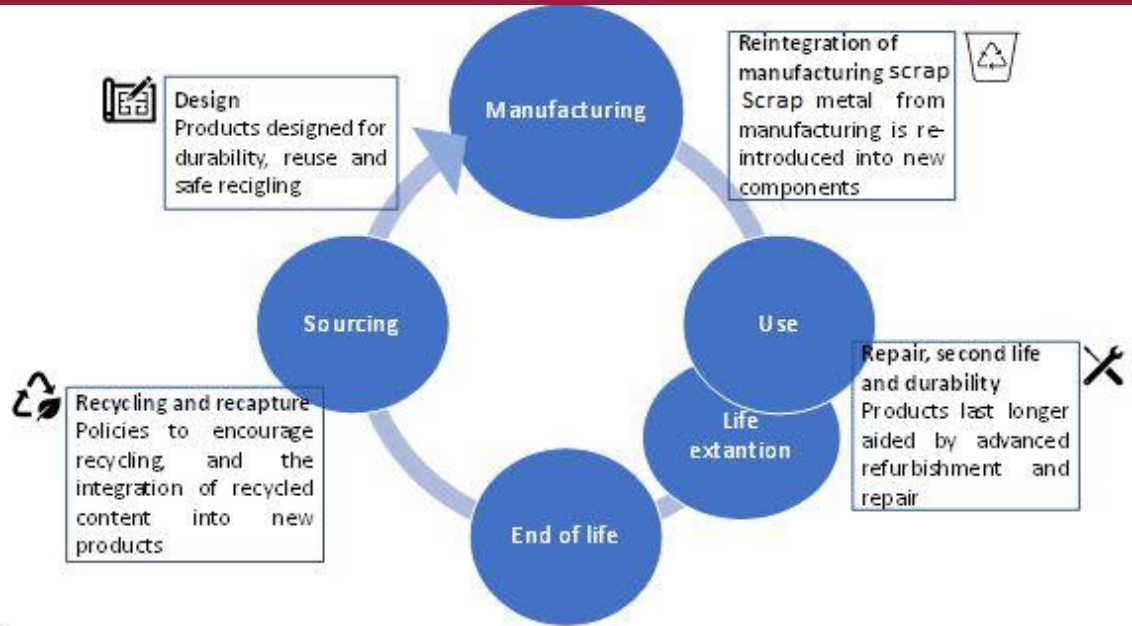 Manufacturing
Design
Products designed for
durability, reuse and
safe recigling
Reintegration of
manufacturing scrap
Scrap metal from
manufacturing is re-
introduced into new
components
Sourcing
Use
Repair, second life
and durability
Products last longer
aided by advanced
refurbishment and
repair
Life
extantion
Recycling and recapture
Policies to encourage
recycling, and the
integration of recycled
content into new
products
End of life